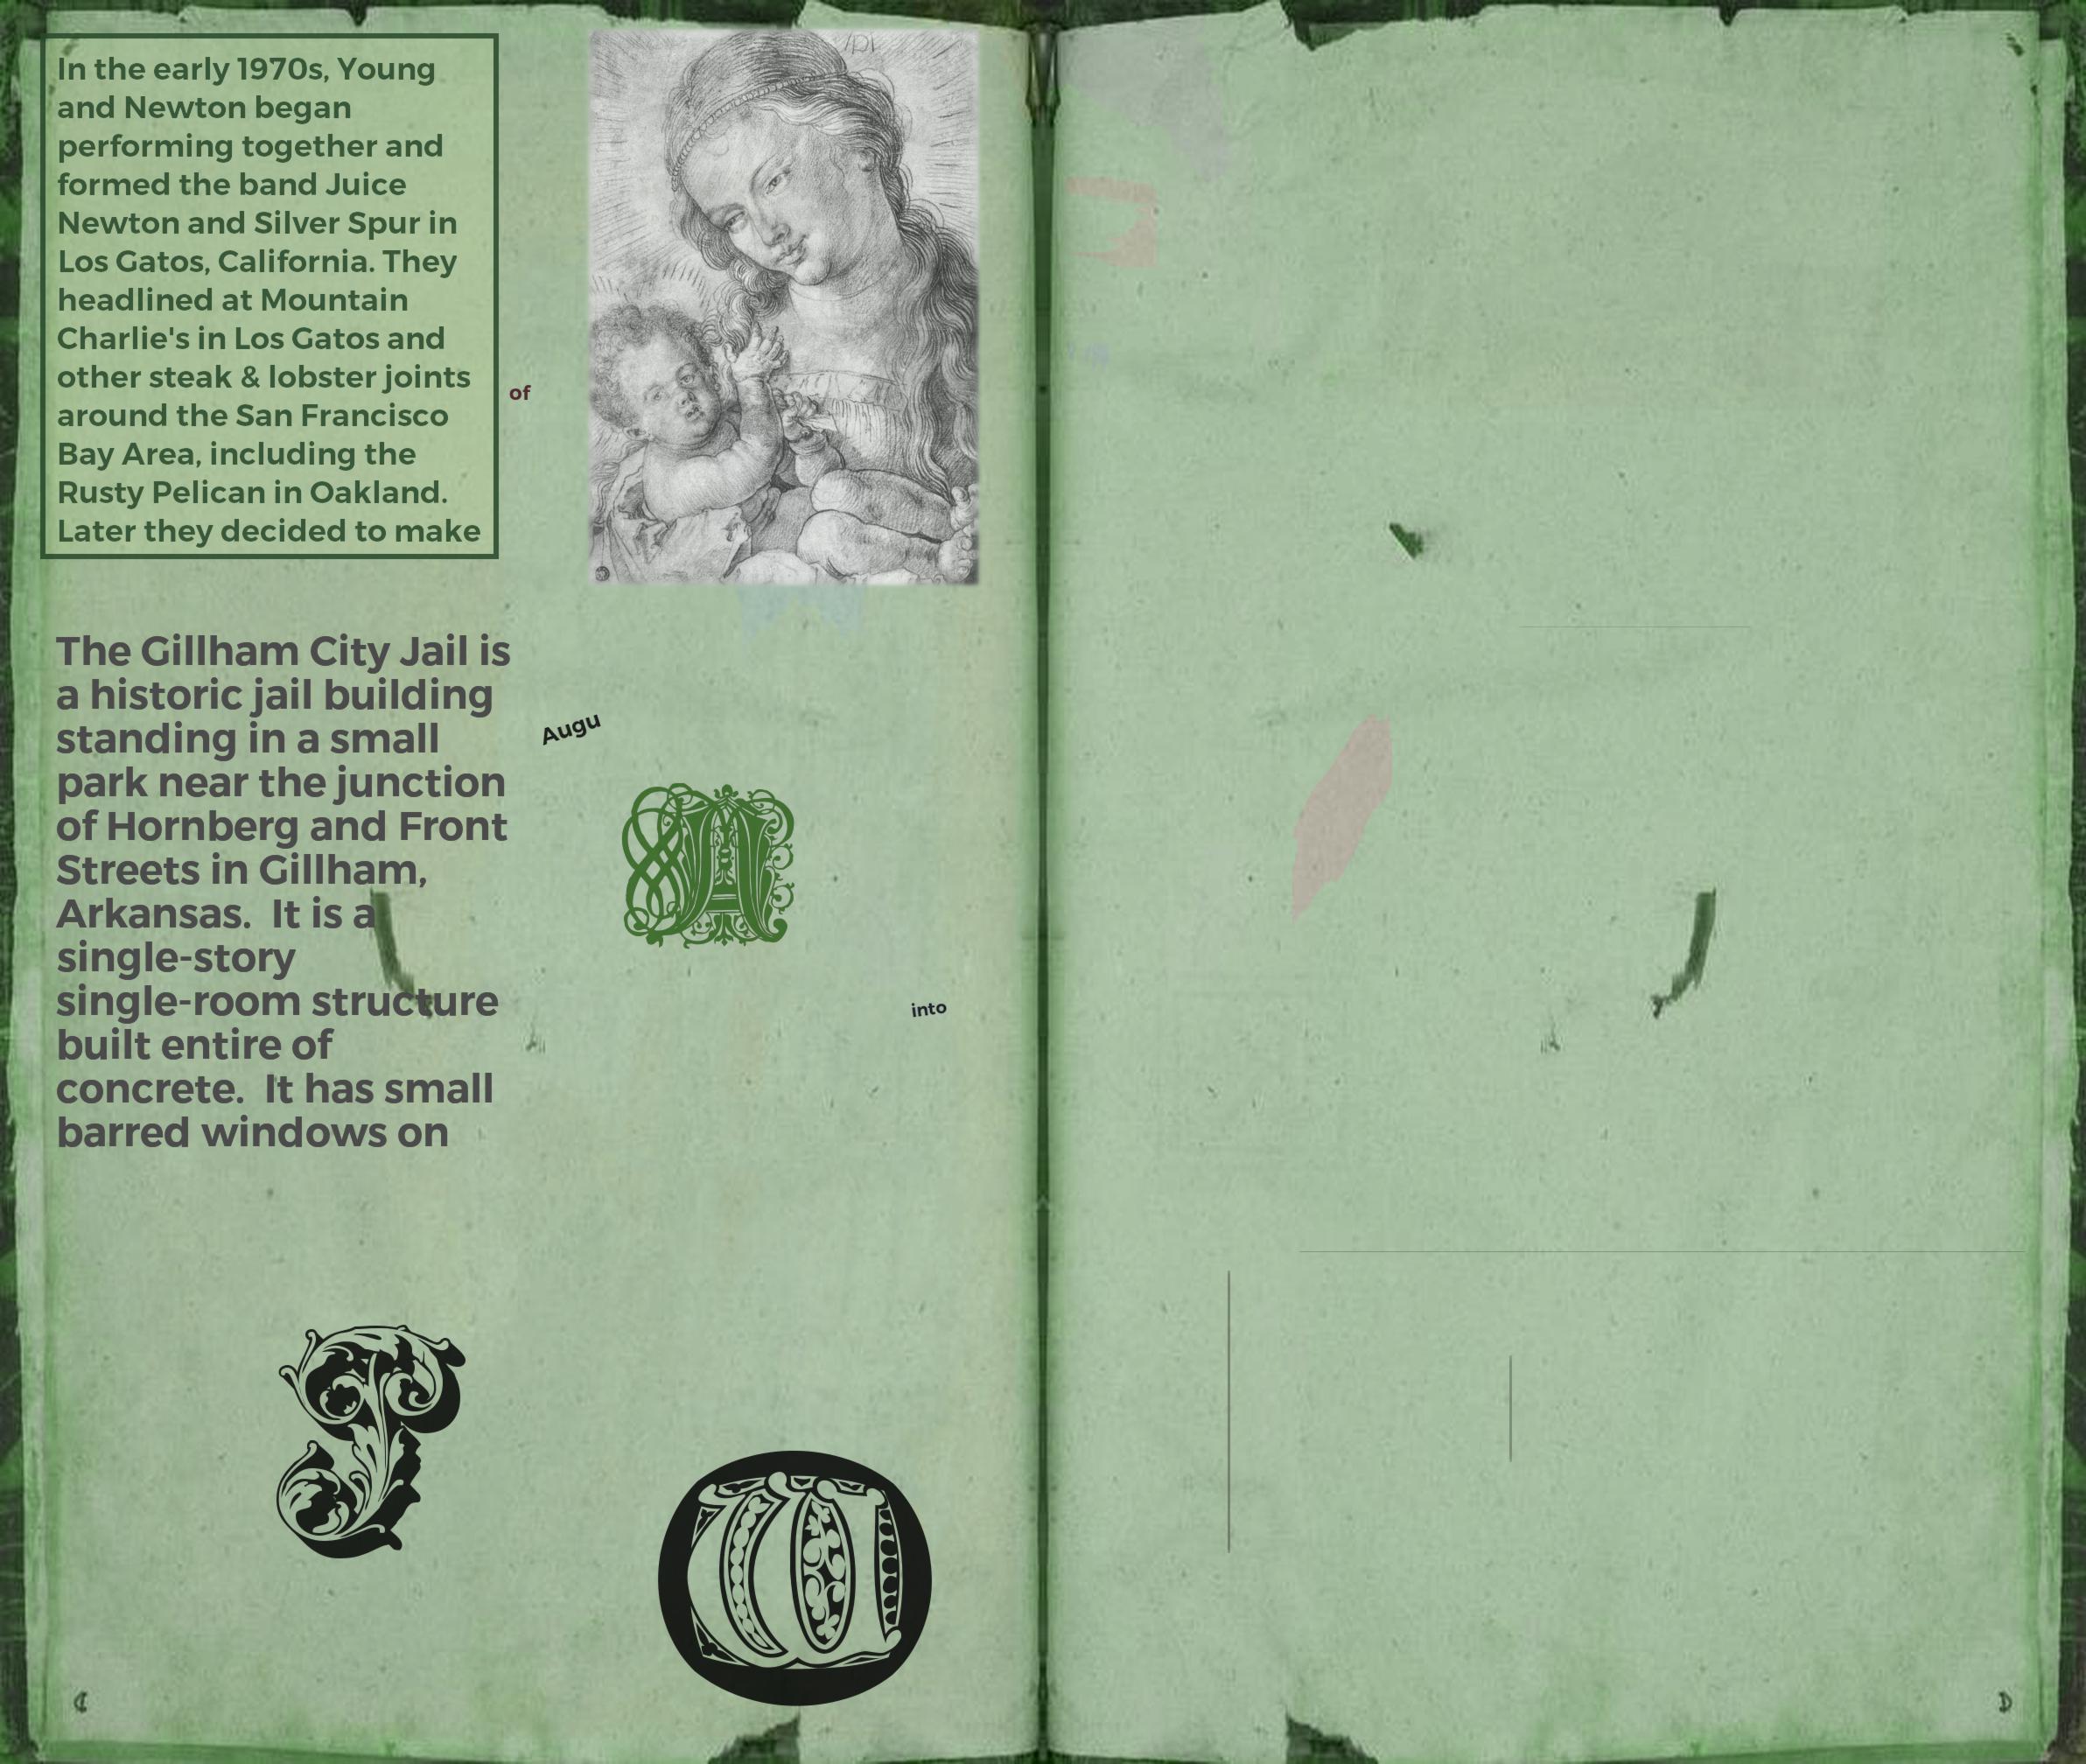 In the early 1970s, Young
and Newton began
performing together and
formed the band Juice
Newton and Silver Spur in
Los Gatos, California. They
headlined at Mountain
Charlie's in Los Gatos and
other steak & lobster joints
around the San Francisco
Bay Area, including the
Rusty Pelican in Oakland.
Later they decided to make
of
The Gillham City Jail is
a historic jail building
standing in a small
park near the junction
of Hornberg and Front
Streets in Gillham,
Arkansas.  It is a
single-story
single-room structure
built entire of
concrete.  It has small
barred windows on
Augu
A
into
J
W
C
D